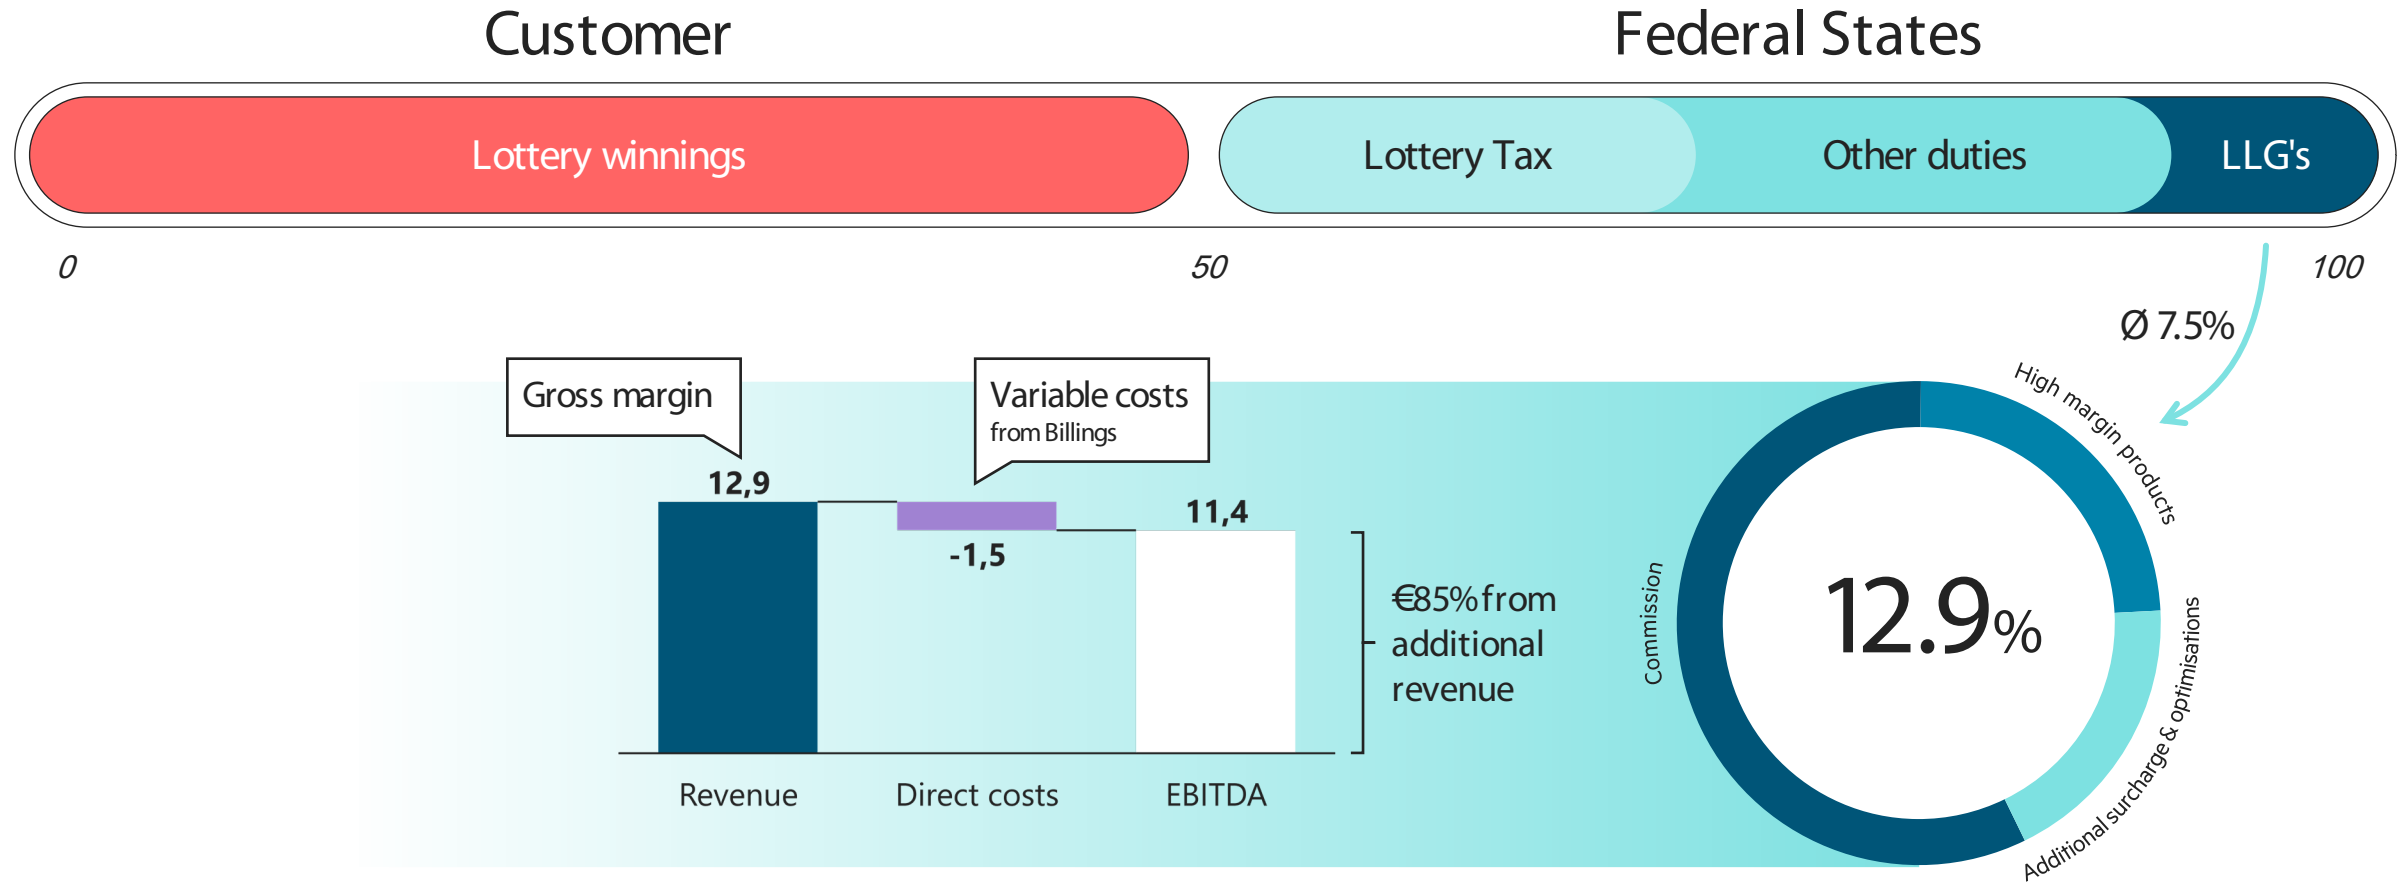 Customer
Federal States
Lottery winnings
Lottery Tax
Other duties
LLG's
0
50
100
Ø 7.5%
Gross margin
Variable costs
from Billings
12,9
-1,5
11,4
€85% from
additional
revenue
Revenue
Direct costs
EBITDA
Commission
High margin products
12.9%
Additional surcharge & optimisations